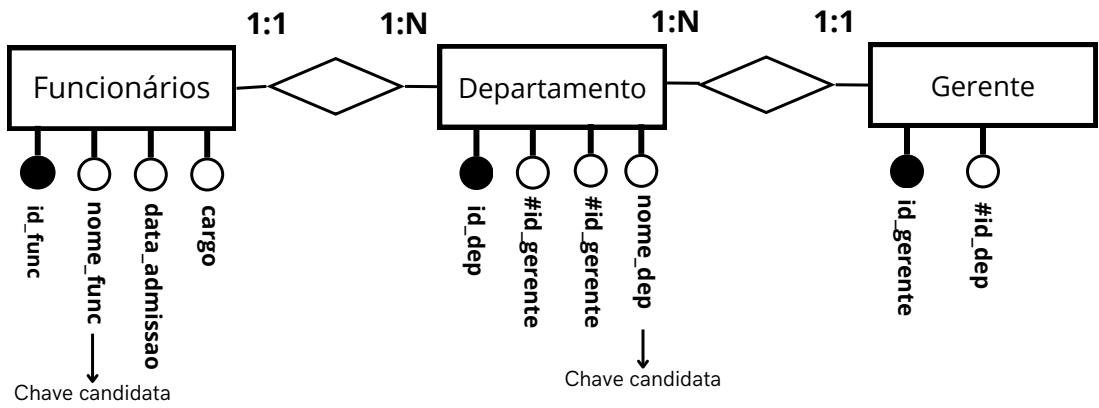 1:1
1:N
1:N
1:1
Funcionários
Departamento
Gerente
id_func
nome_func
data_admissao
cargo
id_dep
#id_gerente
#id_gerente
nome_dep
id_gerente
#id_dep
Chave candidata
Chave candidata